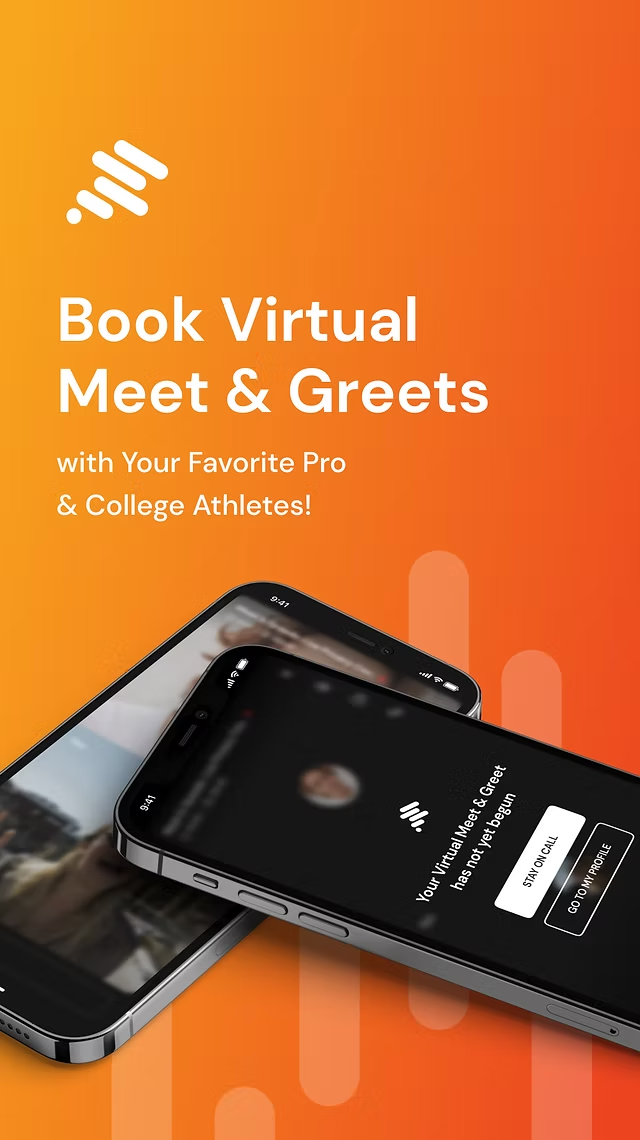 Book Virtual
Meet & Greets
with Your Favorite Pro
& College Athletes!
9:41
9:41
Your Virtual Meet & Greet
has not yet begun
STAY ON CALL
GO TO MY PROFILE